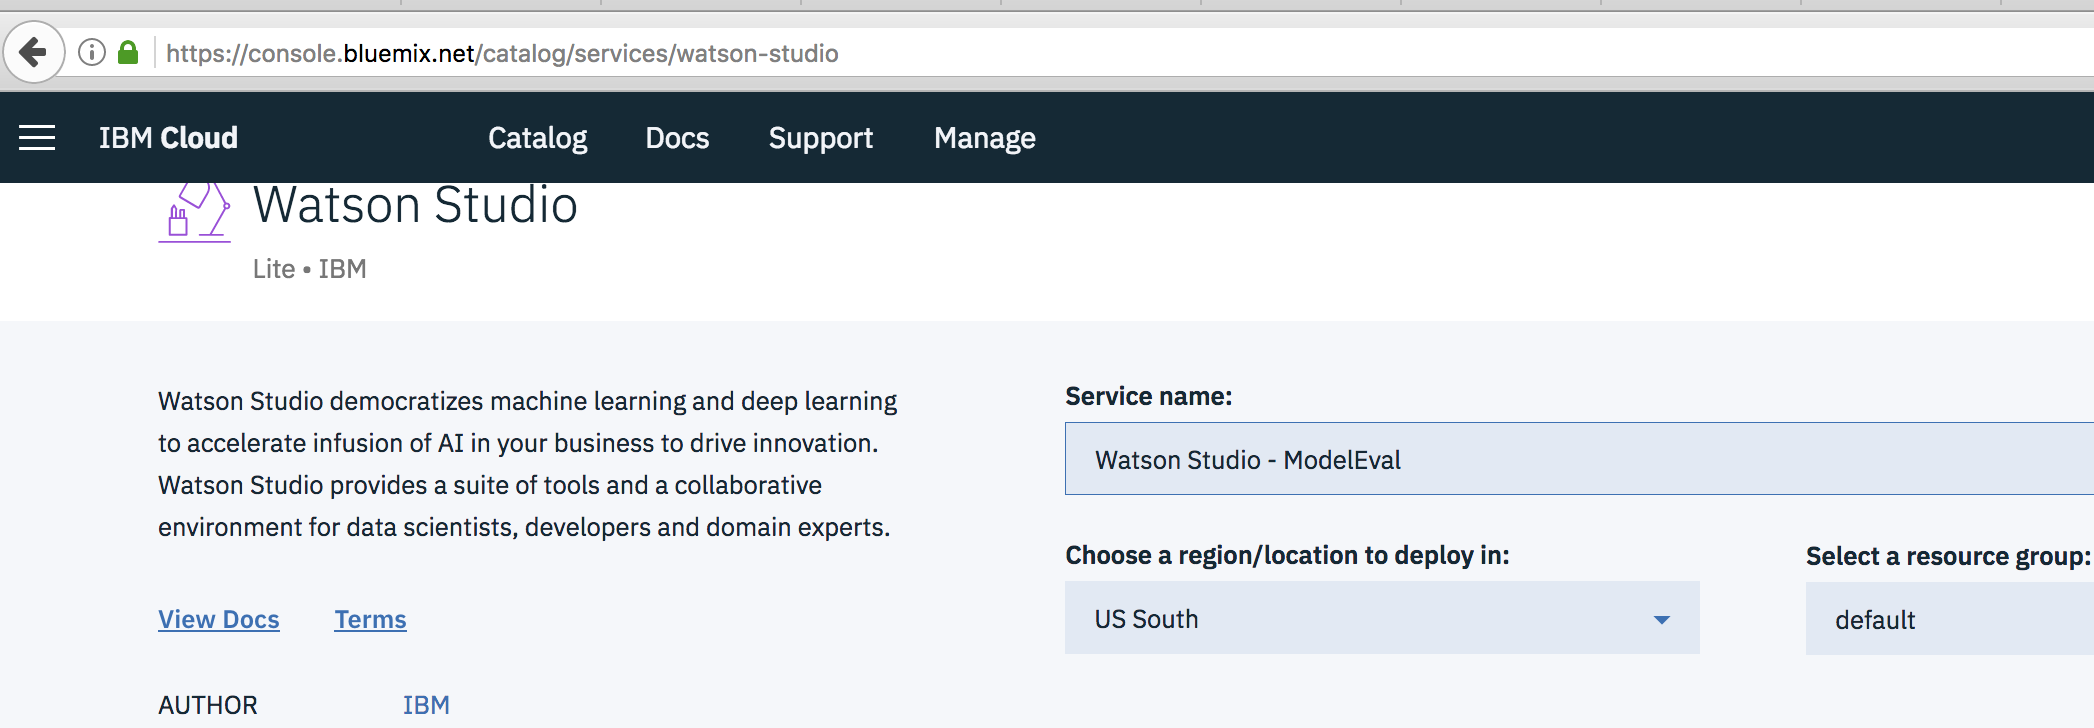 https://console.bluemix.net/catalog/services/watson-studio
IBM Cloud Catalog Docs Support Manage
Watson Studio
Lite • IBM
Watson Studio democratizes machine learning and deep learning
to accelerate infusion of AI in your business to drive innovation.
Watson Studio provides a suite of tools and a collaborative
environment for data scientists, developers and domain experts.
View Docs Terms
AUTHOR IBM
Service name:
Watson Studio - ModelEval
Choose a region/location to deploy in:
US South
Select a resource group:
default